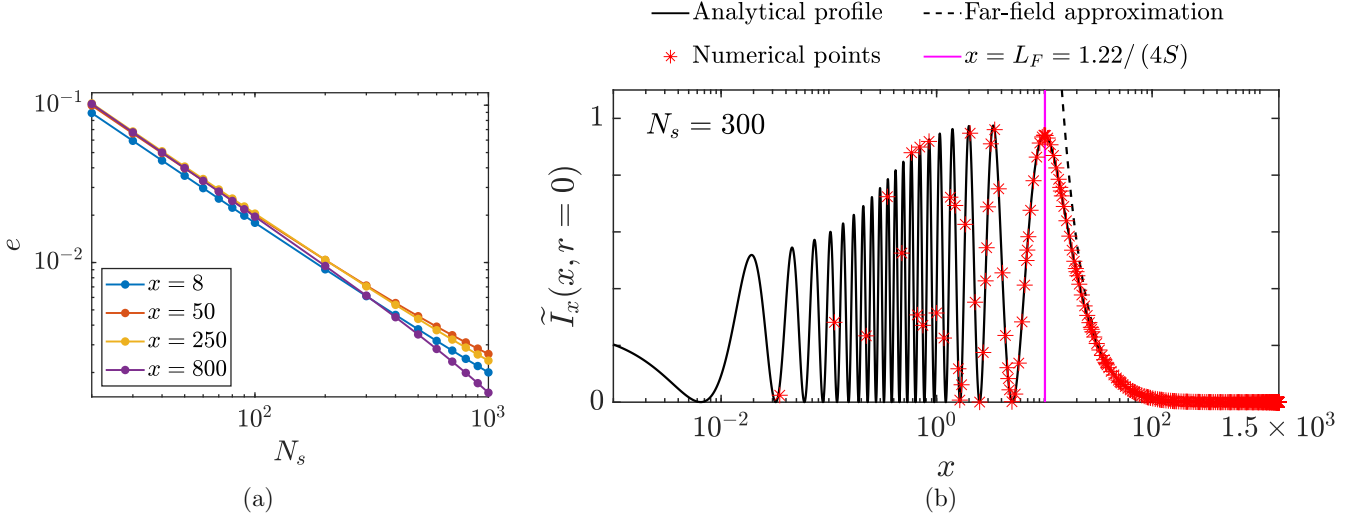 Analytical profile
Far-field approximation
Numerical points
x = L_F = 1.22/ (4S)
10^{-1}
10^{-2}
e
x = 8
x = 50
x = 250
x = 800
10^2
10^3
N_s
(a)
1
N_s = 300
\widetilde{I}_x(x, r = 0)
0
10^{-2}
10^0
10^2
1.5 × 10^3
x
(b)